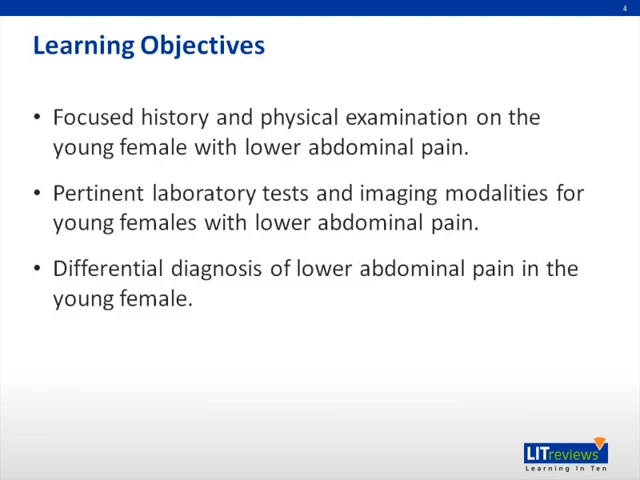 4
Learning Objectives
• Focused history and physical examination on the
young female with lower abdominal pain.
• Pertinent laboratory tests and imaging modalities for
young females with lower abdominal pain.
• Differential diagnosis of lower abdominal pain in the
young female.
LITreviews
Learning In Ten